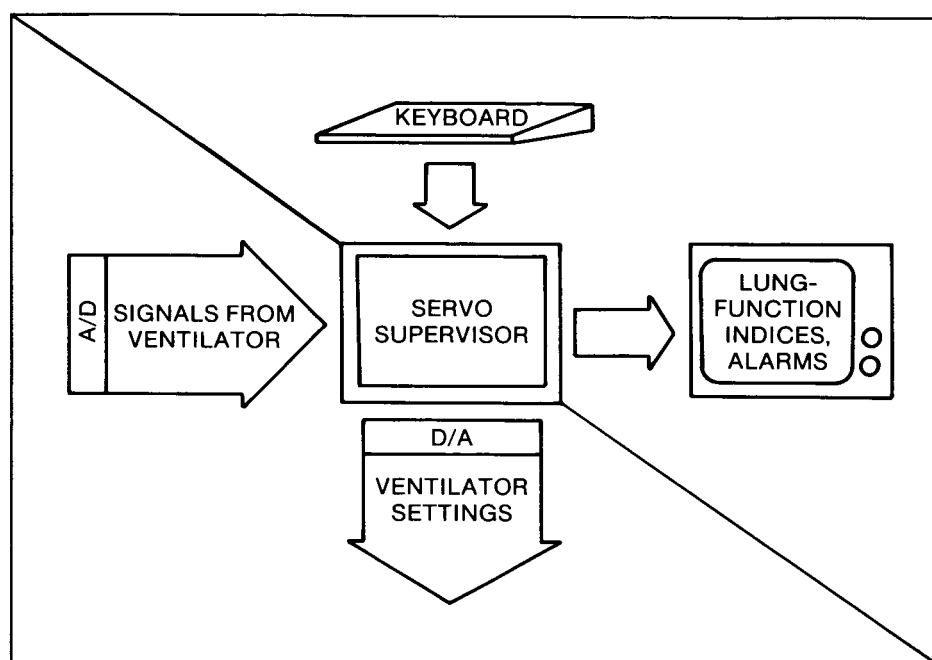 KEYBOARD
A/D
SIGNALS FROM
VENTILATOR
SERVO
SUPERVISOR
LUNG-
FUNCTION
INDICES,
ALARMS
D/A
VENTILATOR
SETTINGS